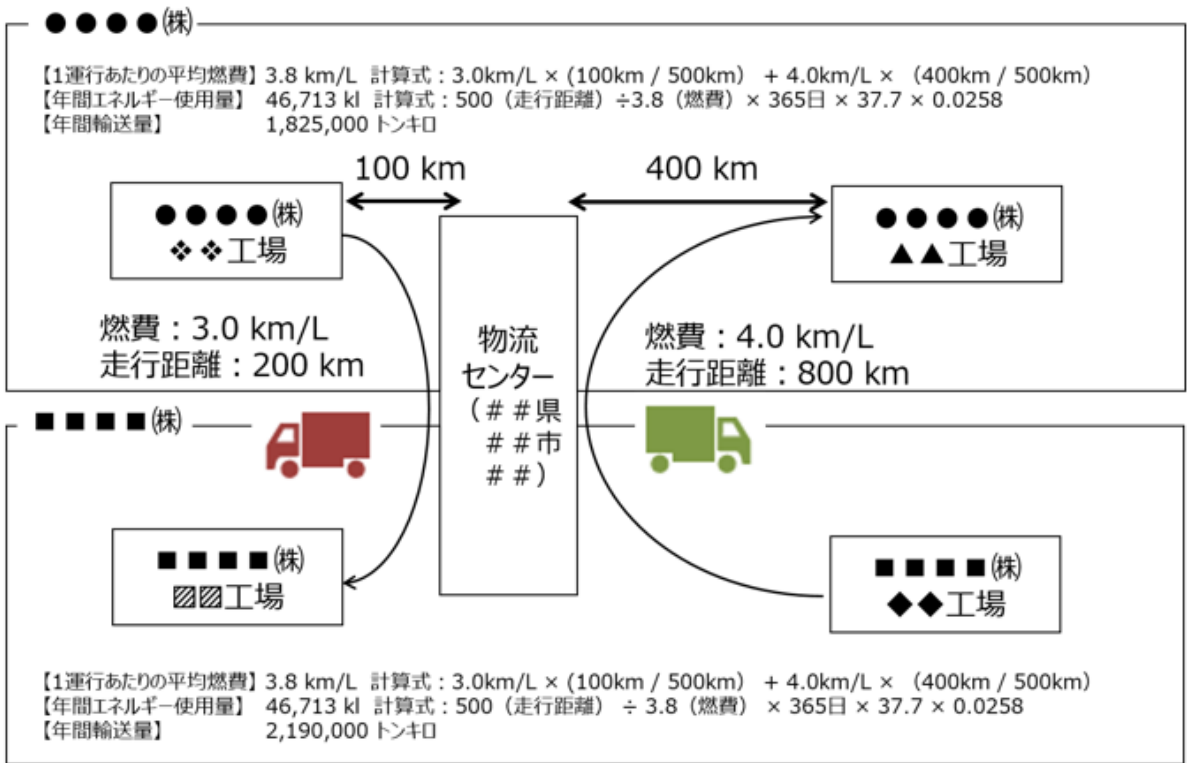 ●●●●㈱
【1運行あたりの平均燃費】 3.8 km/L 計算式:3.0km/L × (100km / 500km) + 4.0km/L × (400km / 500km)
【年間エネルギー使用量】 46,713 kl 計算式:500(走行距離)÷3.8(燃費)× 365日 × 37.7 × 0.0258
【年間輸送量】 1,825,000 トンキロ
100 km
400 km
●●●●㈱
❖❖工場
●●●●㈱
▲▲工場
燃費:3.0 km/L
走行距離:200 km
物流
センター
(##県
##市
##)
燃費:4.0 km/L
走行距離:800 km
■■■■㈱
■■■■㈱
▨▨工場
■■■■㈱
◆◆工場
【1運行あたりの平均燃費】 3.8 km/L 計算式:3.0km/L × (100km / 500km) + 4.0km/L × (400km / 500km)
【年間エネルギー使用量】 46,713 kl 計算式:500(走行距離)÷ 3.8(燃費)× 365日 × 37.7 × 0.0258
【年間輸送量】 2,190,000 トンキロ